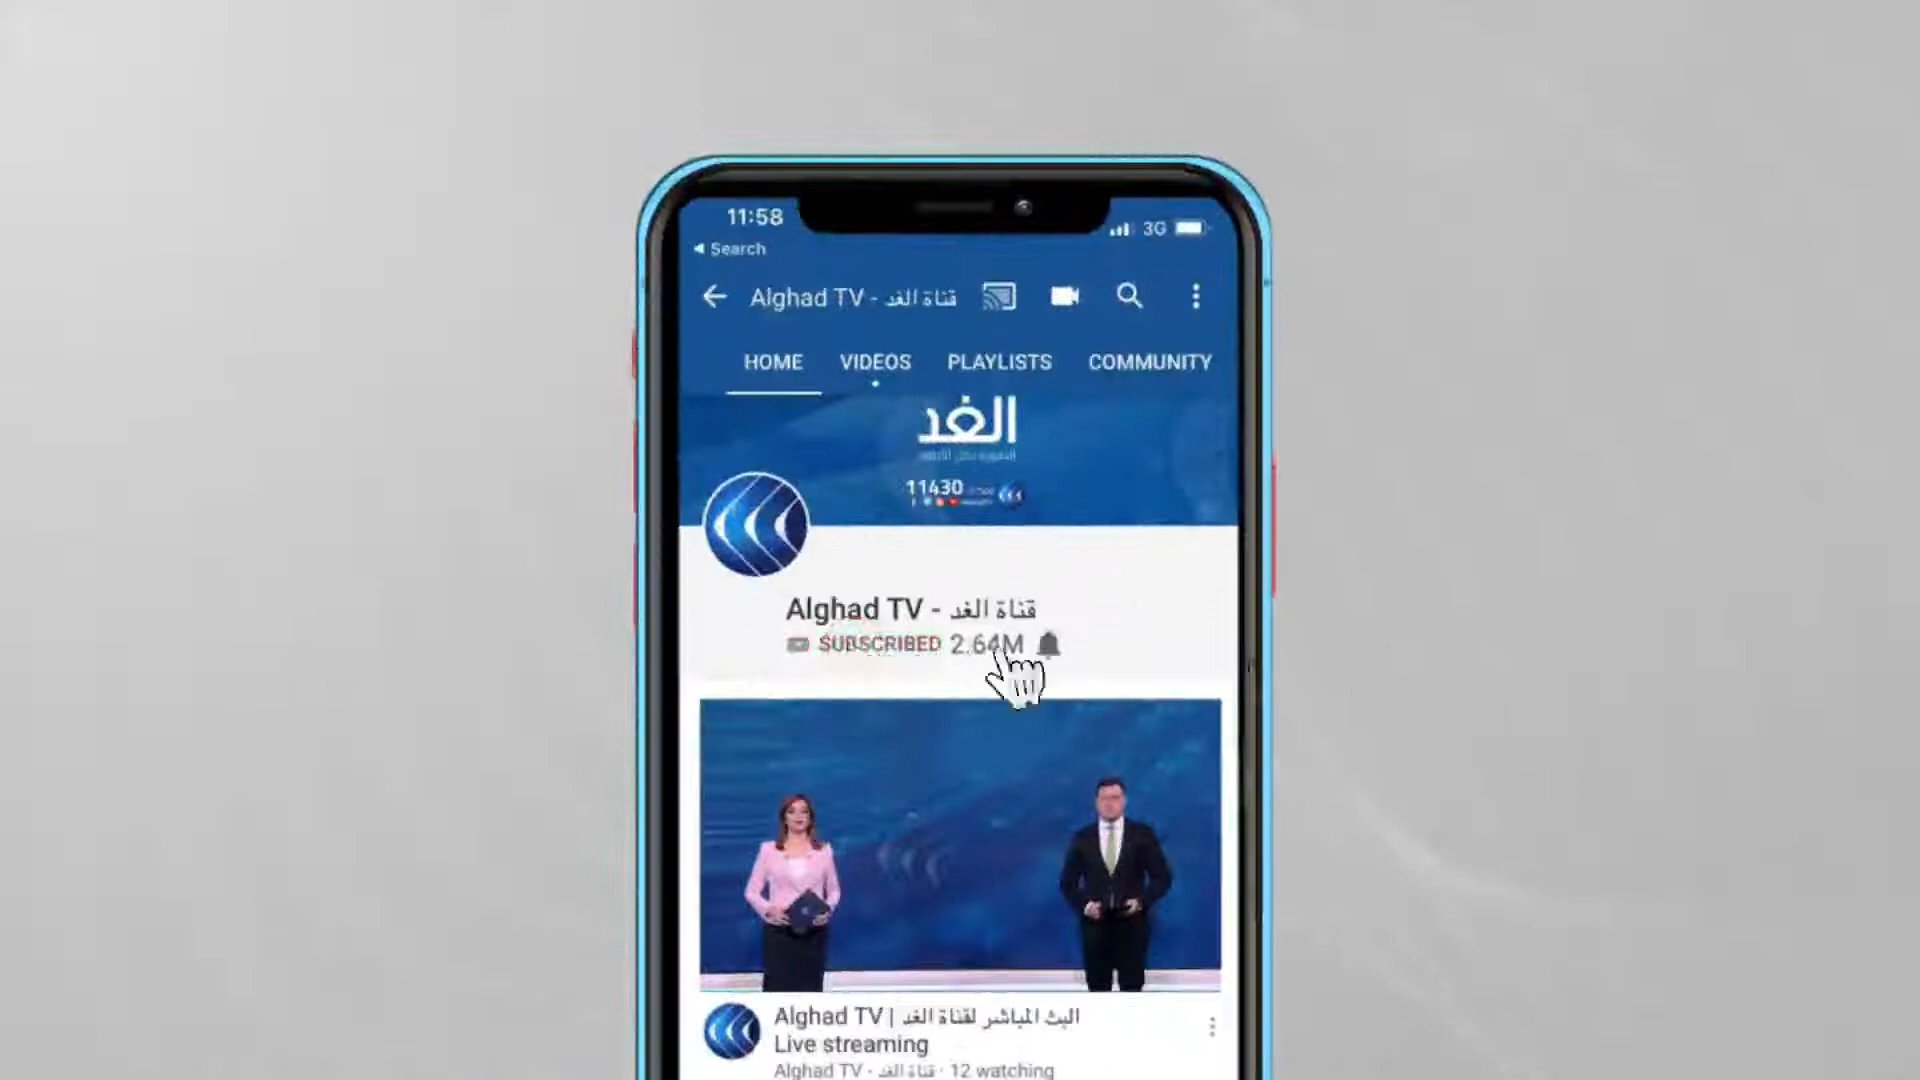 11:58
3G
Search
Alghad TV - قناة الغد
HOME VIDEOS PLAYLISTS COMMUNITY
الغد
11430
Alghad TV - قناة الغد
SUBSCRIBED 2.64M
Alghad TV | البث المباشر لقناة الغد
Live streaming
Alghad TV - قناة الغد · 12 watching